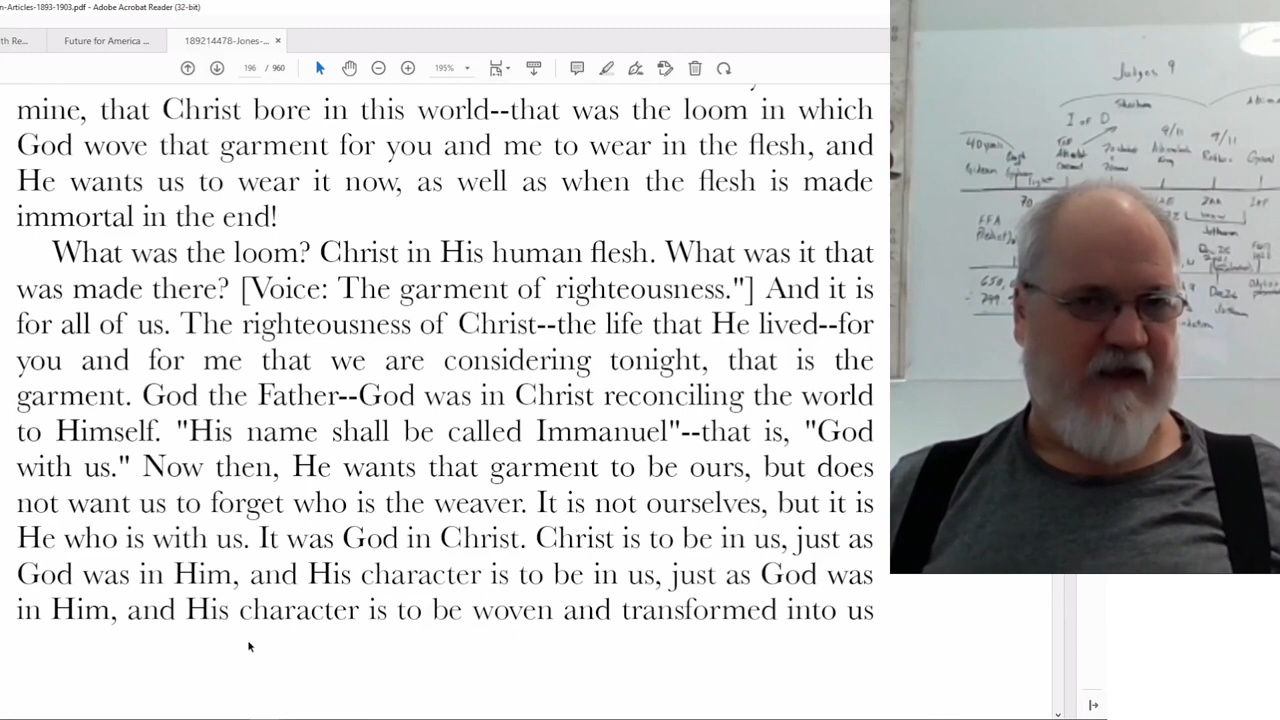 n-Articles-1893-1903.pdf - Adobe Acrobat Reader (32-bit)
th Re...
Future for America ...
189214478-Jones-...
196 / 960
195%
mine, that Christ bore in this world--that was the loom in which
God wove that garment for you and me to wear in the flesh, and
He wants us to wear it now, as well as when the flesh is made
immortal in the end!
What was the loom? Christ in His human flesh. What was it that
was made there? [Voice: The garment of righteousness."] And it is
for all of us. The righteousness of Christ--the life that He lived--for
you and for me that we are considering tonight, that is the
garment. God the Father--God was in Christ reconciling the world
to Himself. "His name shall be called Immanuel"--that is, "God
with us." Now then, He wants that garment to be ours, but does
not want us to forget who is the weaver. It is not ourselves, but it is
He who is with us. It was God in Christ. Christ is to be in us, just as
God was in Him, and His character is to be in us, just as God was
in Him, and His character is to be woven and transformed into us
Judges 9
Shechem
I of D
9/11
9/11
40 years
Gideon
70
FFA
Jotham
Dec 26